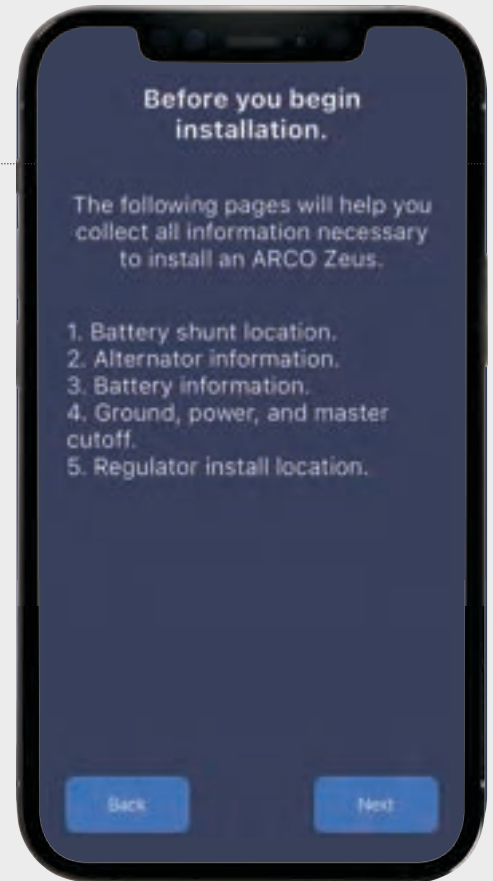 Before you begin
installation.
The following pages will help you
collect all information necessary
to install an ARCO Zeus.
1. Battery shunt location.
2. Alternator information.
3. Battery information.
4. Ground, power, and master
cutoff.
5. Regulator install location.
Back
Next